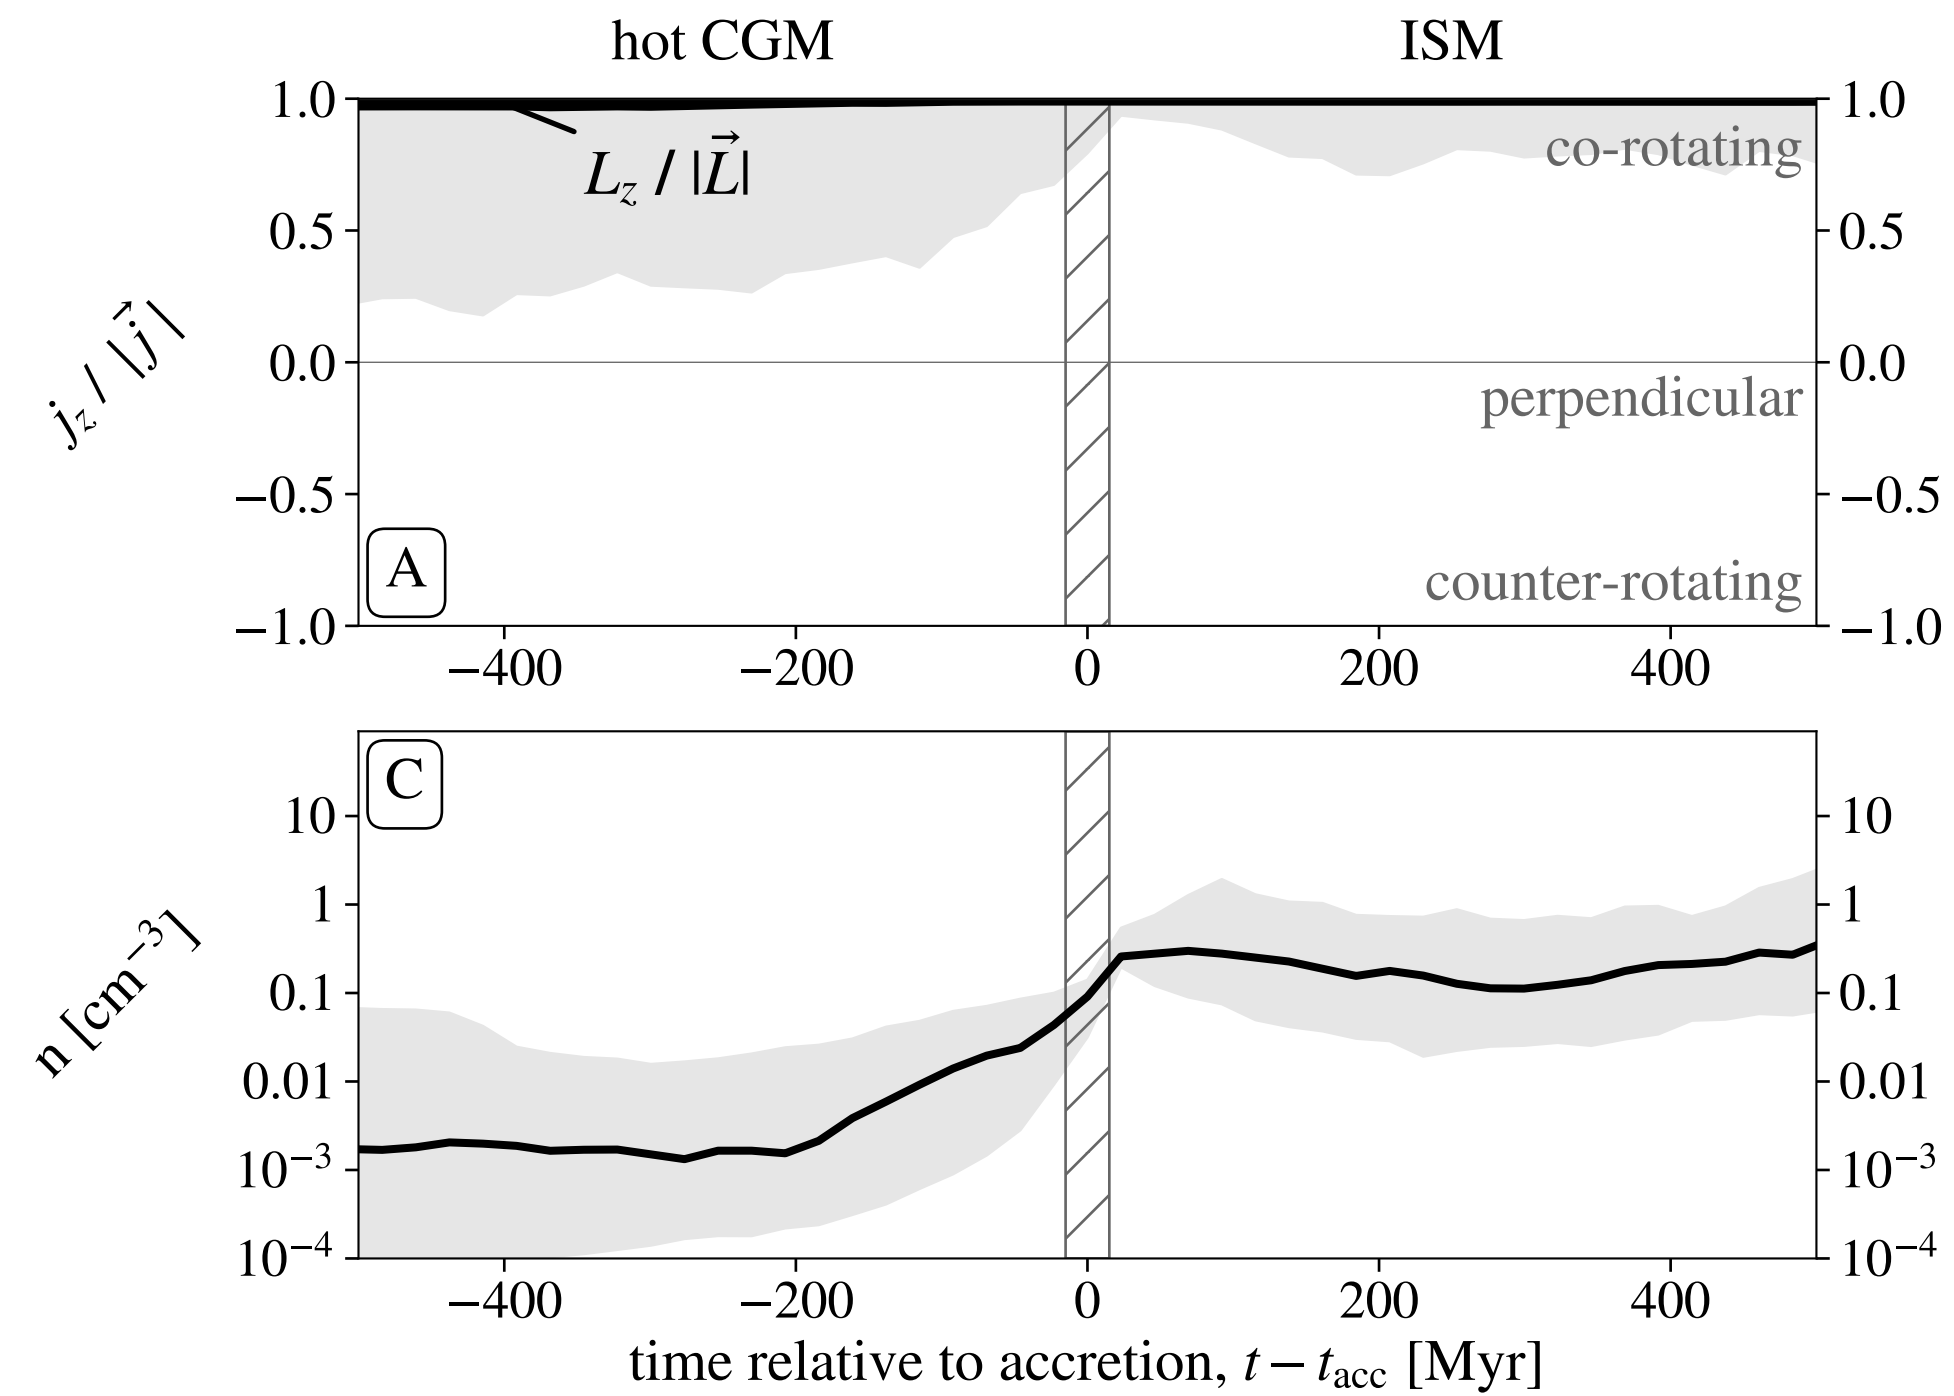 hot CGM ISM
1.0 1.0
L_z / |L⃗| co-rotating
0.5 0.5
j_z / |j⃗| 0.0 0.0
perpendicular
−0.5 −0.5
A counter-rotating
−1.0 −1.0
−400 −200 0 200 400
C
10 10
1 1
n [cm⁻³] 0.1 0.1
0.01 0.01
10⁻³ 10⁻³
10⁻⁴ 10⁻⁴
−400 −200 0 200 400
time relative to accretion, t − t_acc [Myr]